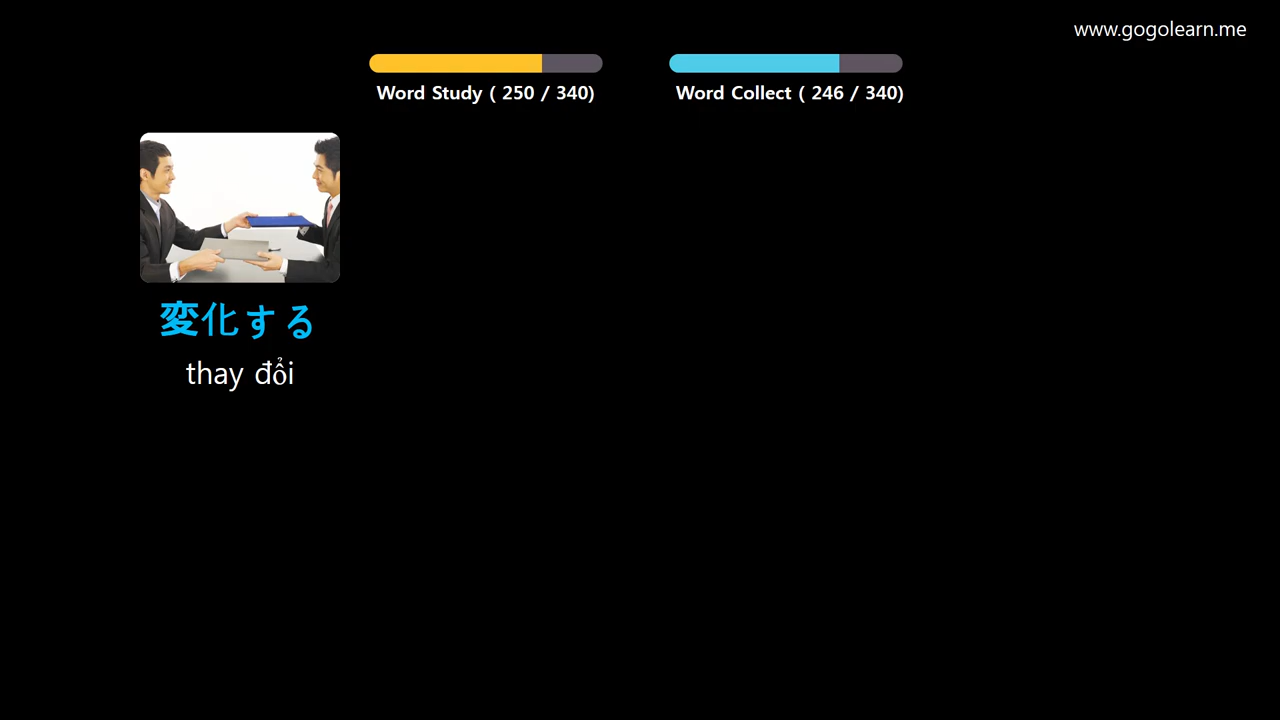 www.gogolearn.me
Word Study ( 250 / 340)
Word Collect ( 246 / 340)
変化する
thay đổi